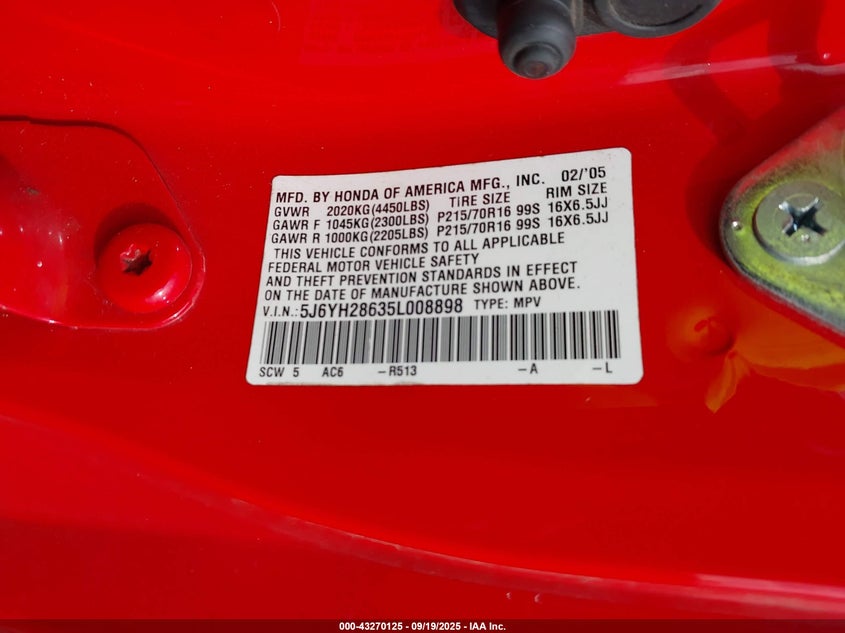 MFD. BY HONDA OF AMERICA MFG., INC. 02/'05
GVWR 2020KG(4450LBS) TIRE SIZE RIM SIZE
GAWR F 1045KG(2300LBS) P215/70R16 99S 16X6.5JJ
GAWR R 1000KG(2205LBS) P215/70R16 99S 16X6.5JJ
THIS VEHICLE CONFORMS TO ALL APPLICABLE
FEDERAL MOTOR VEHICLE SAFETY
AND THEFT PREVENTION STANDARDS IN EFFECT
ON THE DATE OF MANUFACTURE SHOWN ABOVE.
V.I.N.:5J6YH28635L008898 TYPE: MPV
SCW 5 AC6 –R513 –A –L
000-43270125 - 09/19/2025 - IAA Inc.